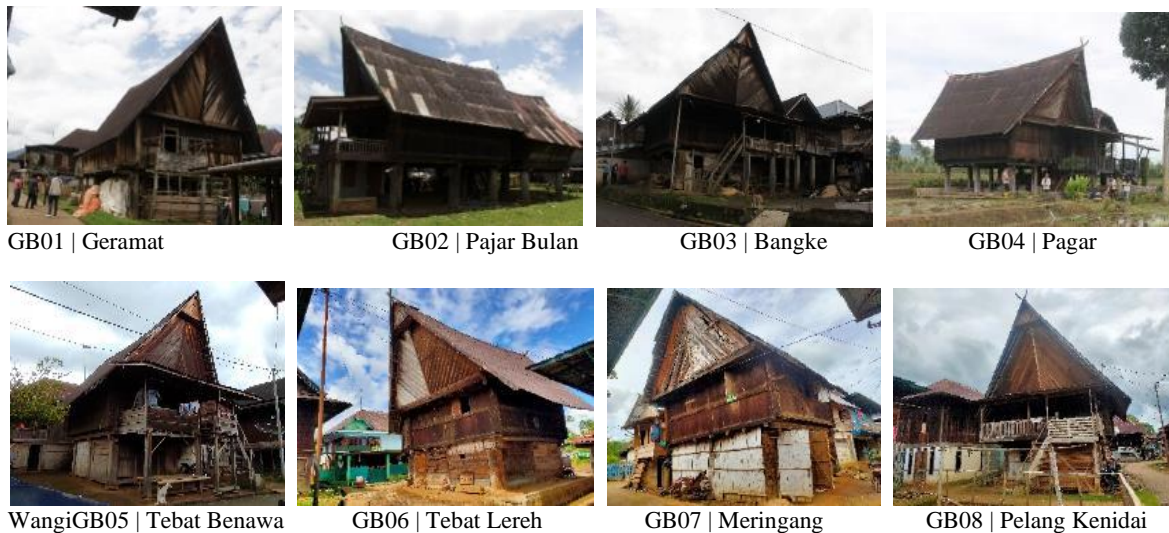 GB01 | Geramat GB02 | Pajar Bulan GB03 | Bangke GB04 | Pagar
WangiGB05 | Tebat Benawa GB06 | Tebat Lereh GB07 | Meringang GB08 | Pelang Kenidai